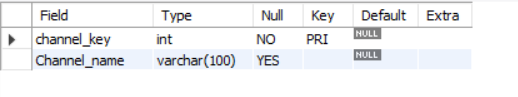 Field Type Null Key Default Extra
channel_key int NO PRI NULL
Channel_name varchar(100) YES NULL